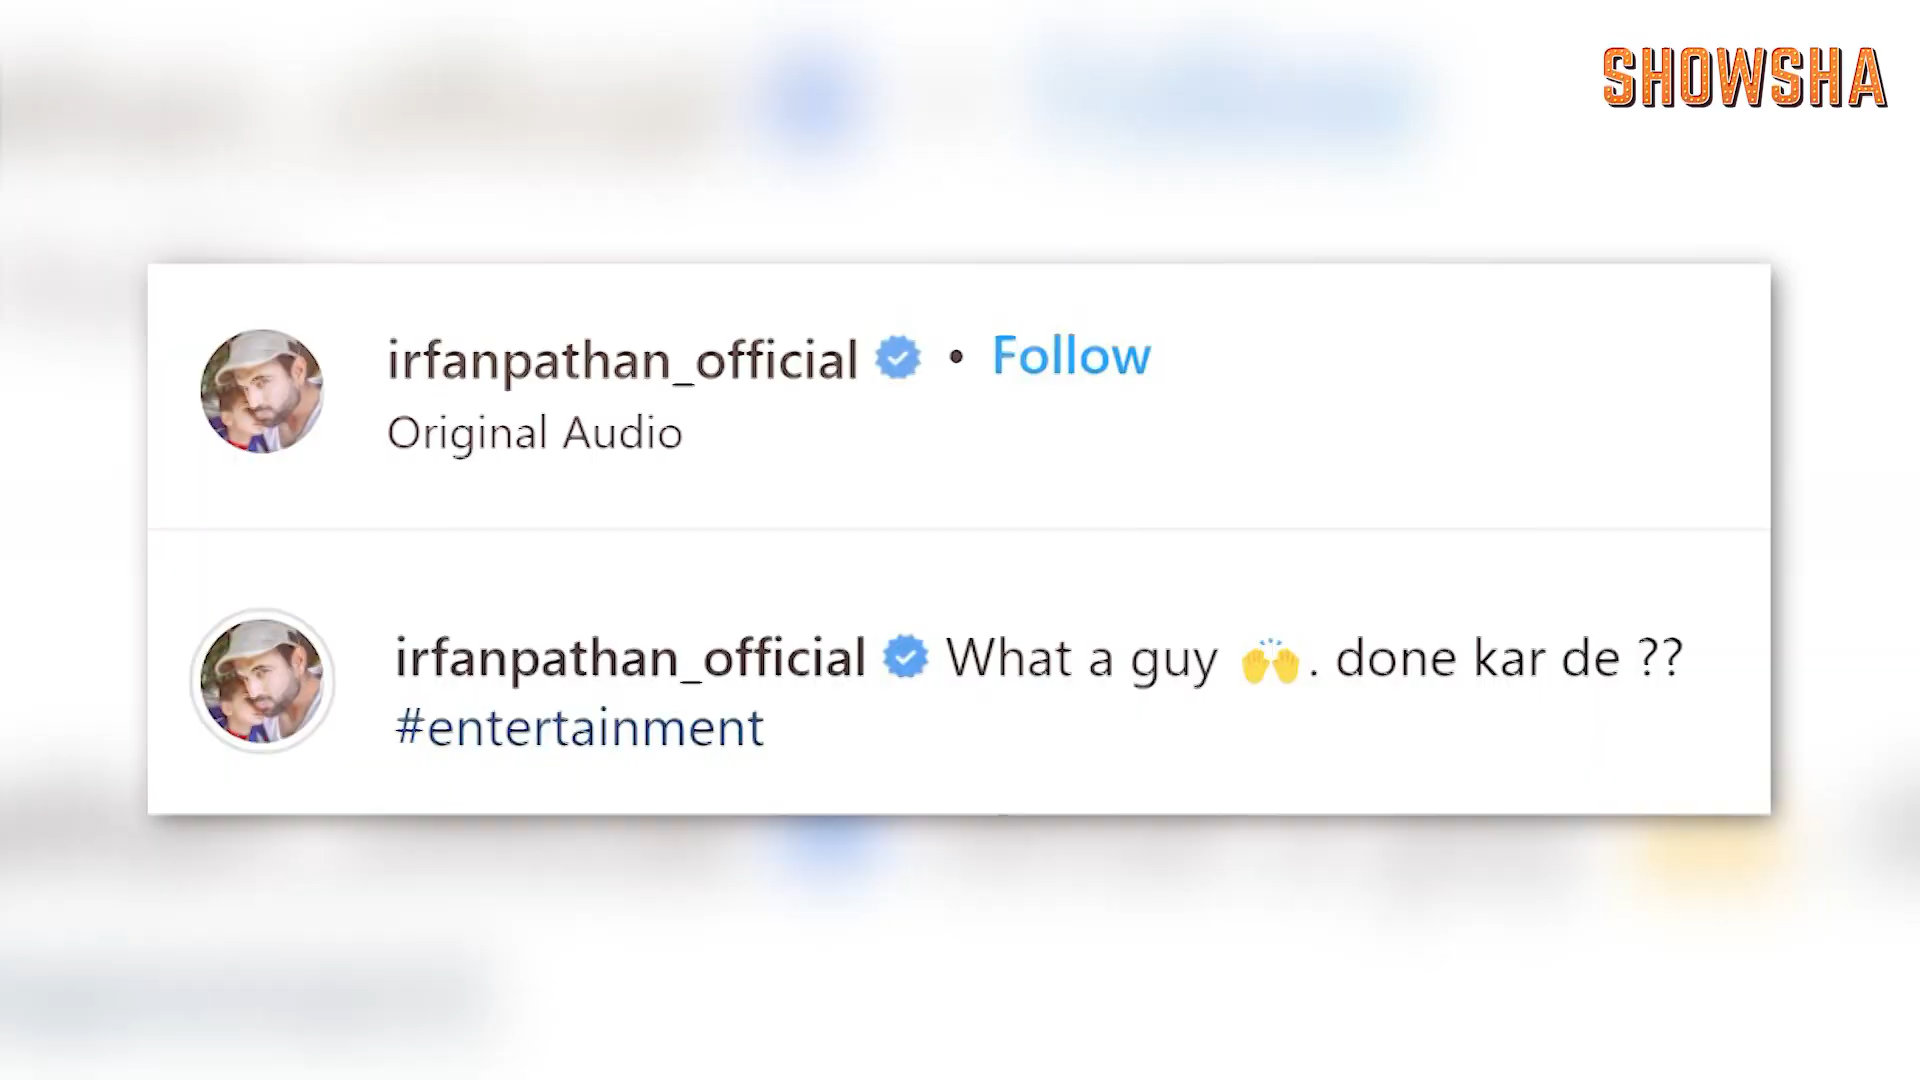 SHOWSHA
irfanpathan_official • Follow
Original Audio
irfanpathan_official What a guy 🙌. done kar de ??
#entertainment